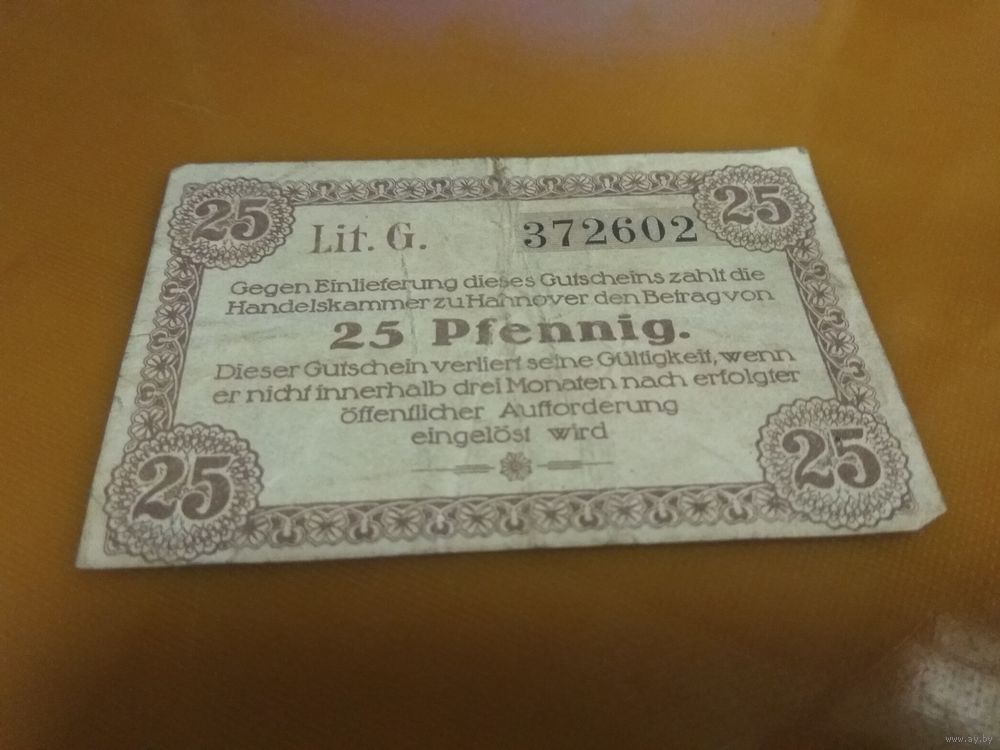 25 25
Lit. G. 372602
Gegen Einlieferung dieses Gutscheins zahlt die
Handelskammer zu Hannover den Betrag von
25 Pfennig.
Dieser Gutschein verliert seine Gültigkeit, wenn
er nicht innerhalb drei Monaten nach erfolgter
öffentlicher Aufforderung
eingelöst wird
25 25
www.ay.by